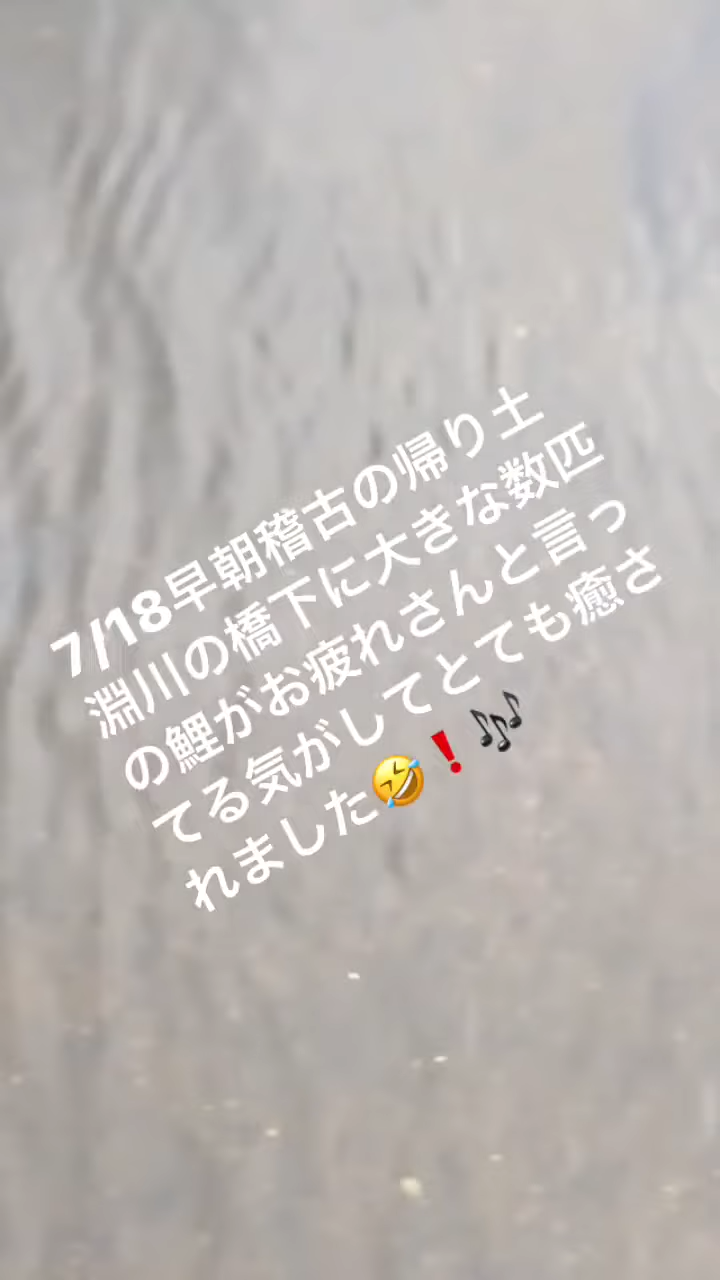 7/18早朝稽古の帰り土
淵川の橋下に大きな数匹
の鯉がお疲れさんと言っ
てる気がしてとても癒さ
れました🤣❗🎶